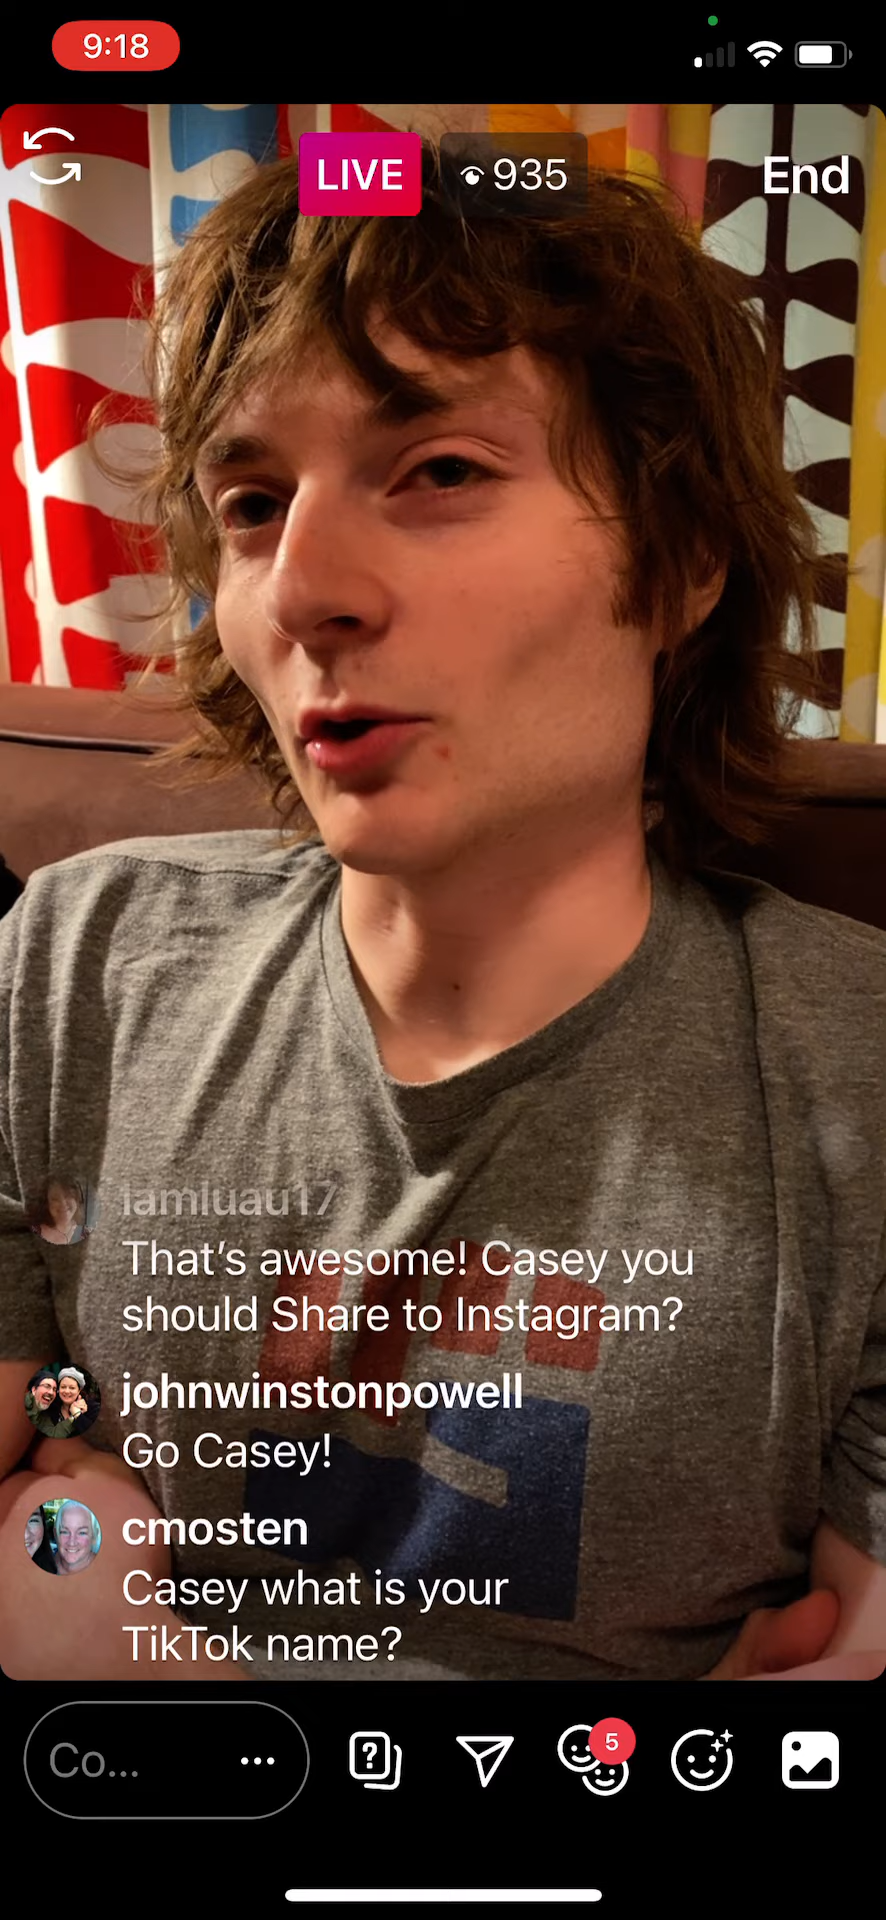 9:18
LIVE
935
End
iamluau17
That's awesome! Casey you
should Share to Instagram?
johnwinstonpowell
Go Casey!
cmosten
Casey what is your
TikTok name?
Co...
?
5